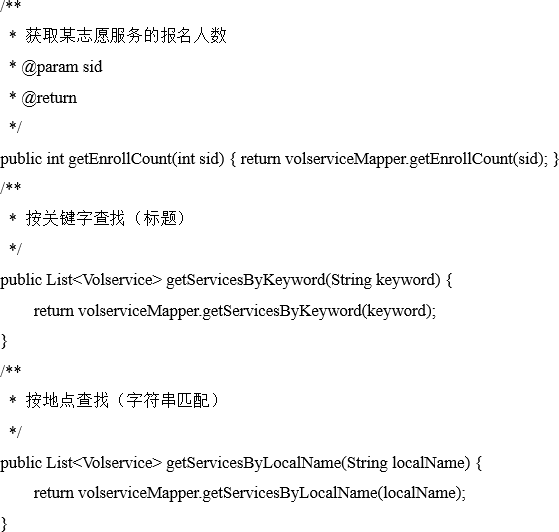 /**
* 获取某志愿服务的报名人数
* @param sid
* @return
*/
public int getEnrollCount(int sid) { return volserviceMapper.getEnrollCount(sid); }
/**
* 按关键字查找（标题）
*/
public List<Volservice> getServicesByKeyword(String keyword) {
return volserviceMapper.getServicesByKeyword(keyword);
}
/**
* 按地点查找（字符串匹配）
*/
public List<Volservice> getServicesByLocalName(String localName) {
return volserviceMapper.getServicesByLocalName(localName);
}